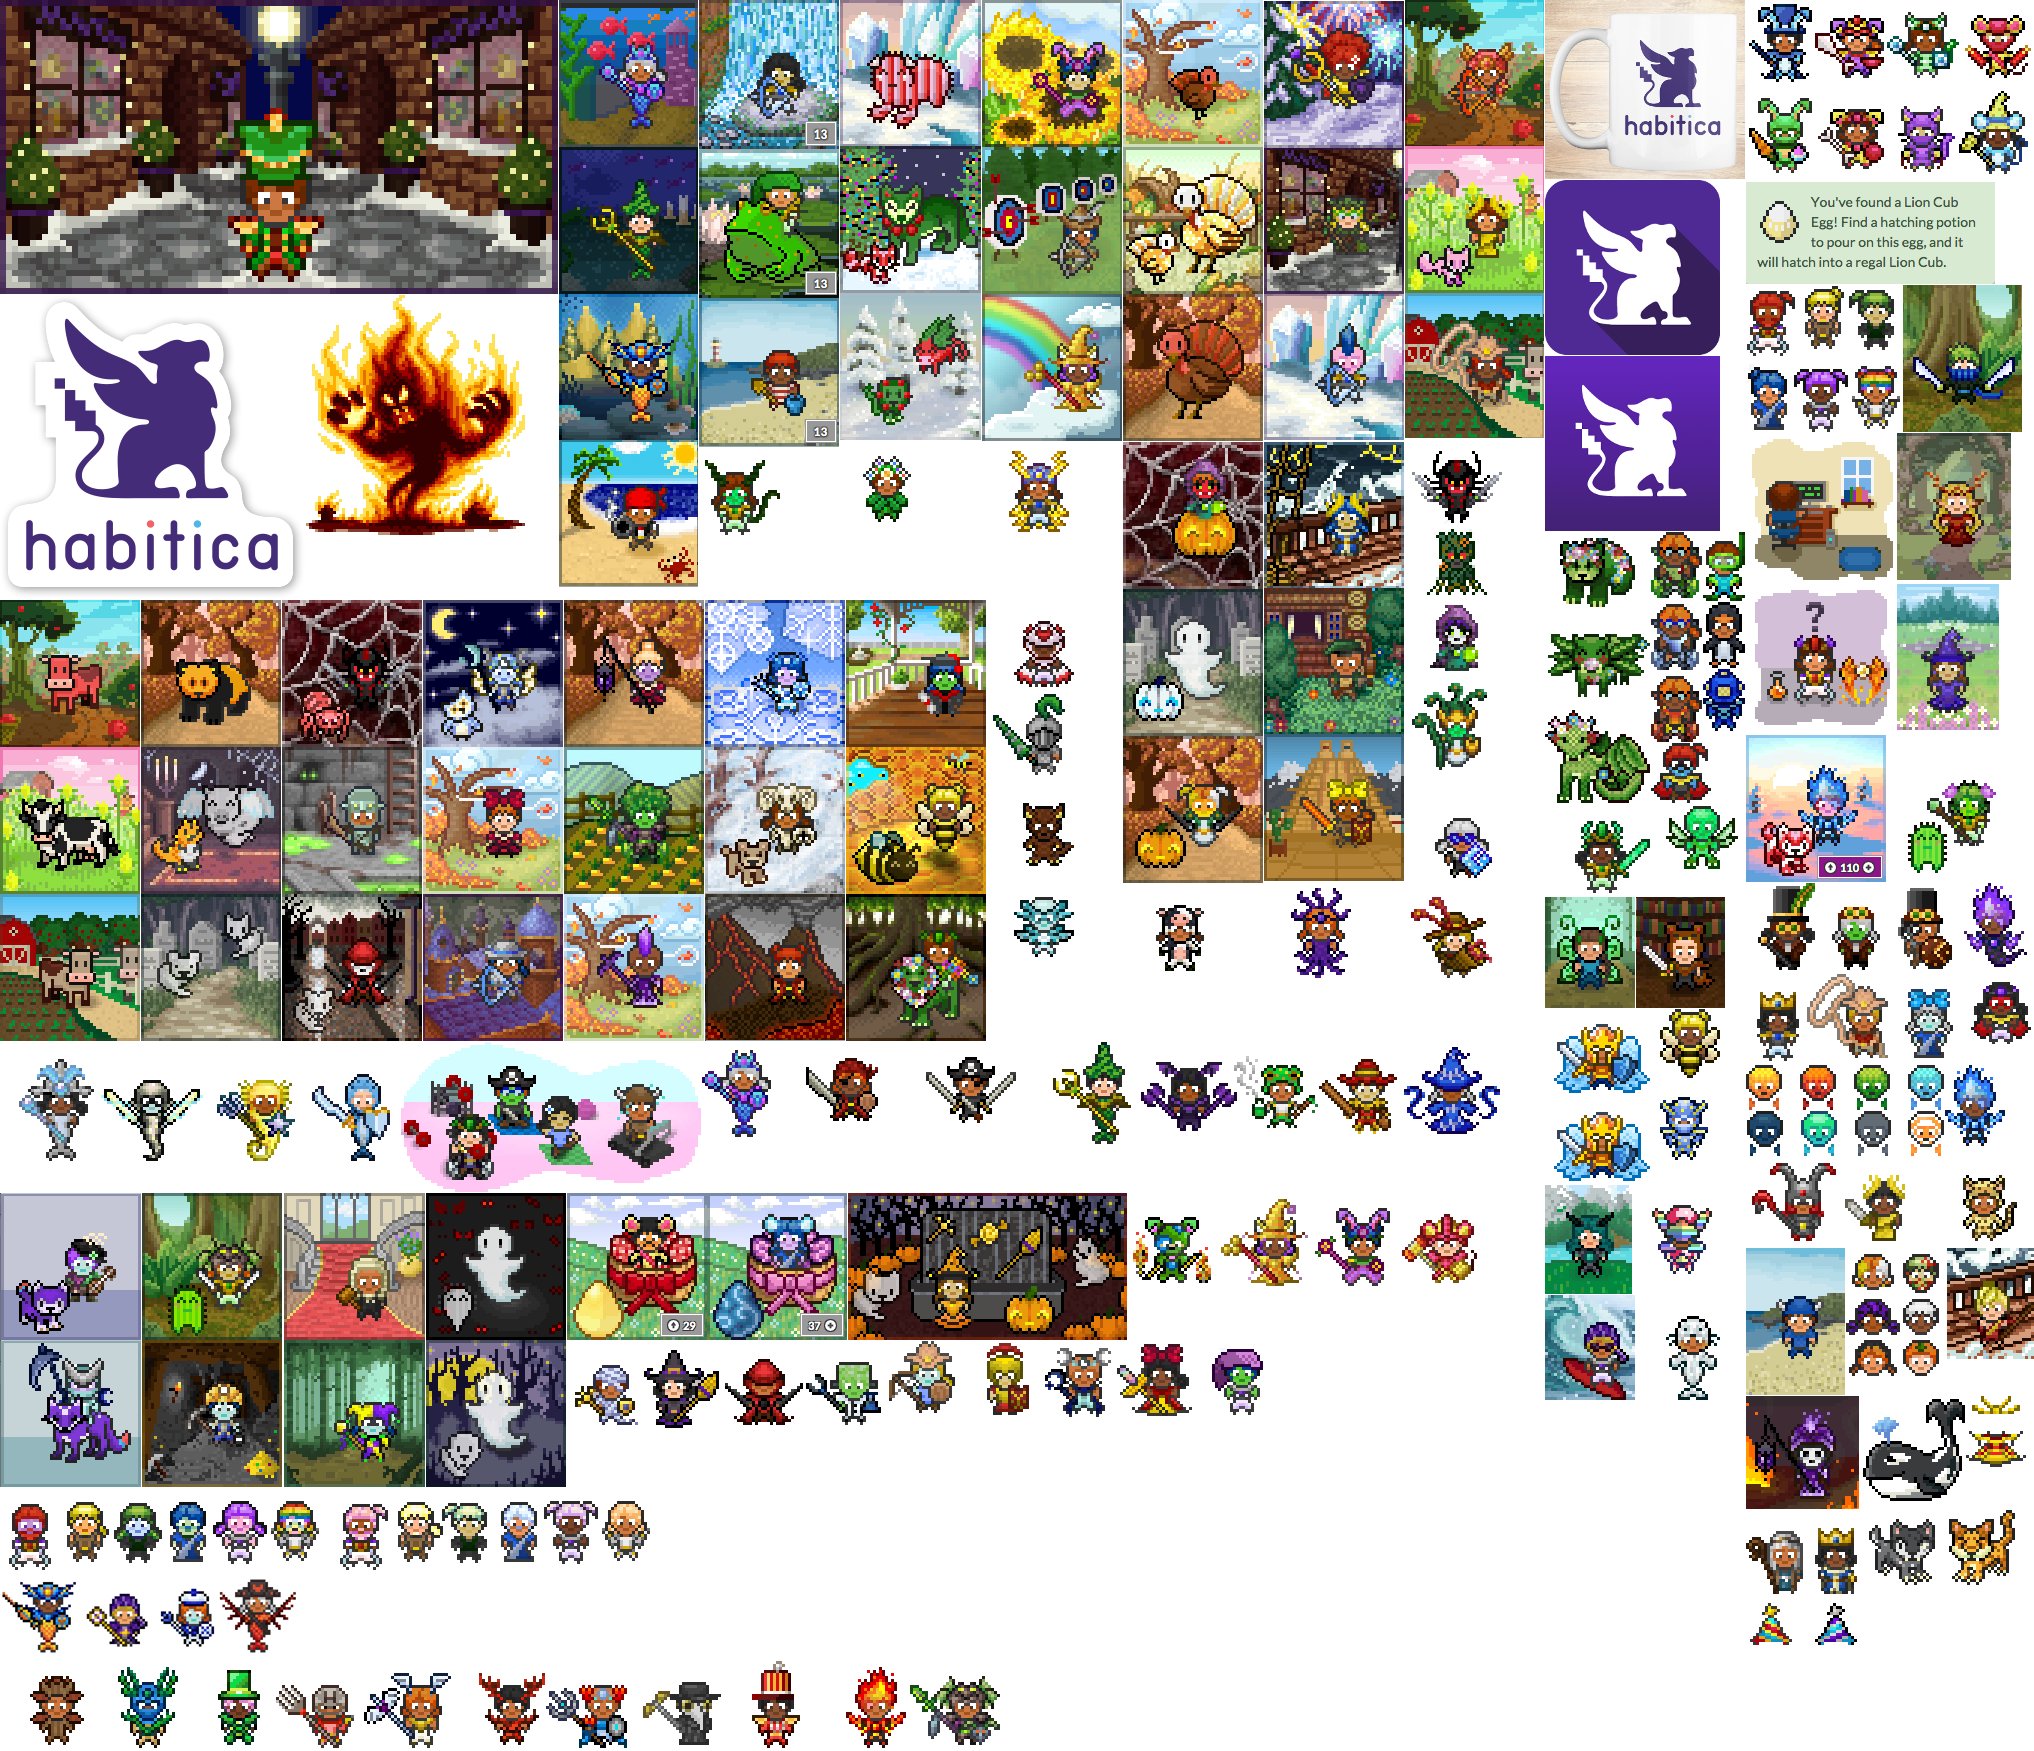 13
habitica
You've found a Lion Cub
Egg! Find a hatching potion
to pour on this egg, and it
will hatch into a regal Lion Cub.
13
13
habitica
?
110
29
37